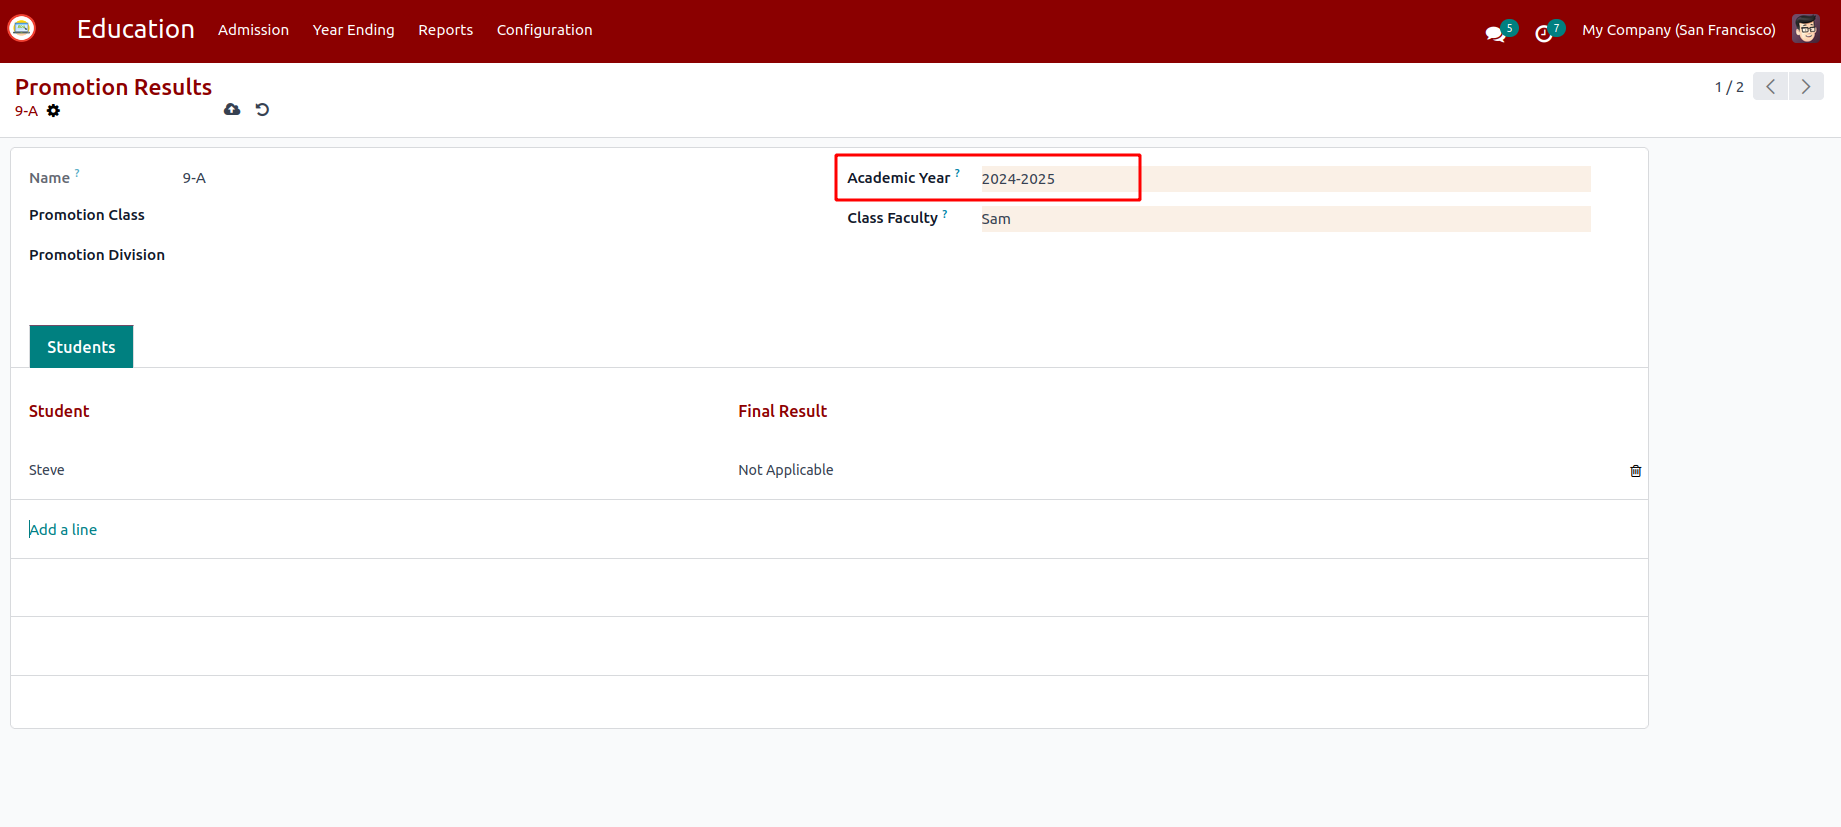 Education Admission Year Ending Reports Configuration 5 7 My Company (San Francisco)
Promotion Results
9-A
1 / 2
Name ? 9-A
Academic Year ? 2024-2025
Promotion Class
Class Faculty ? Sam
Promotion Division
Students
Student Final Result
Steve Not Applicable
Add a line